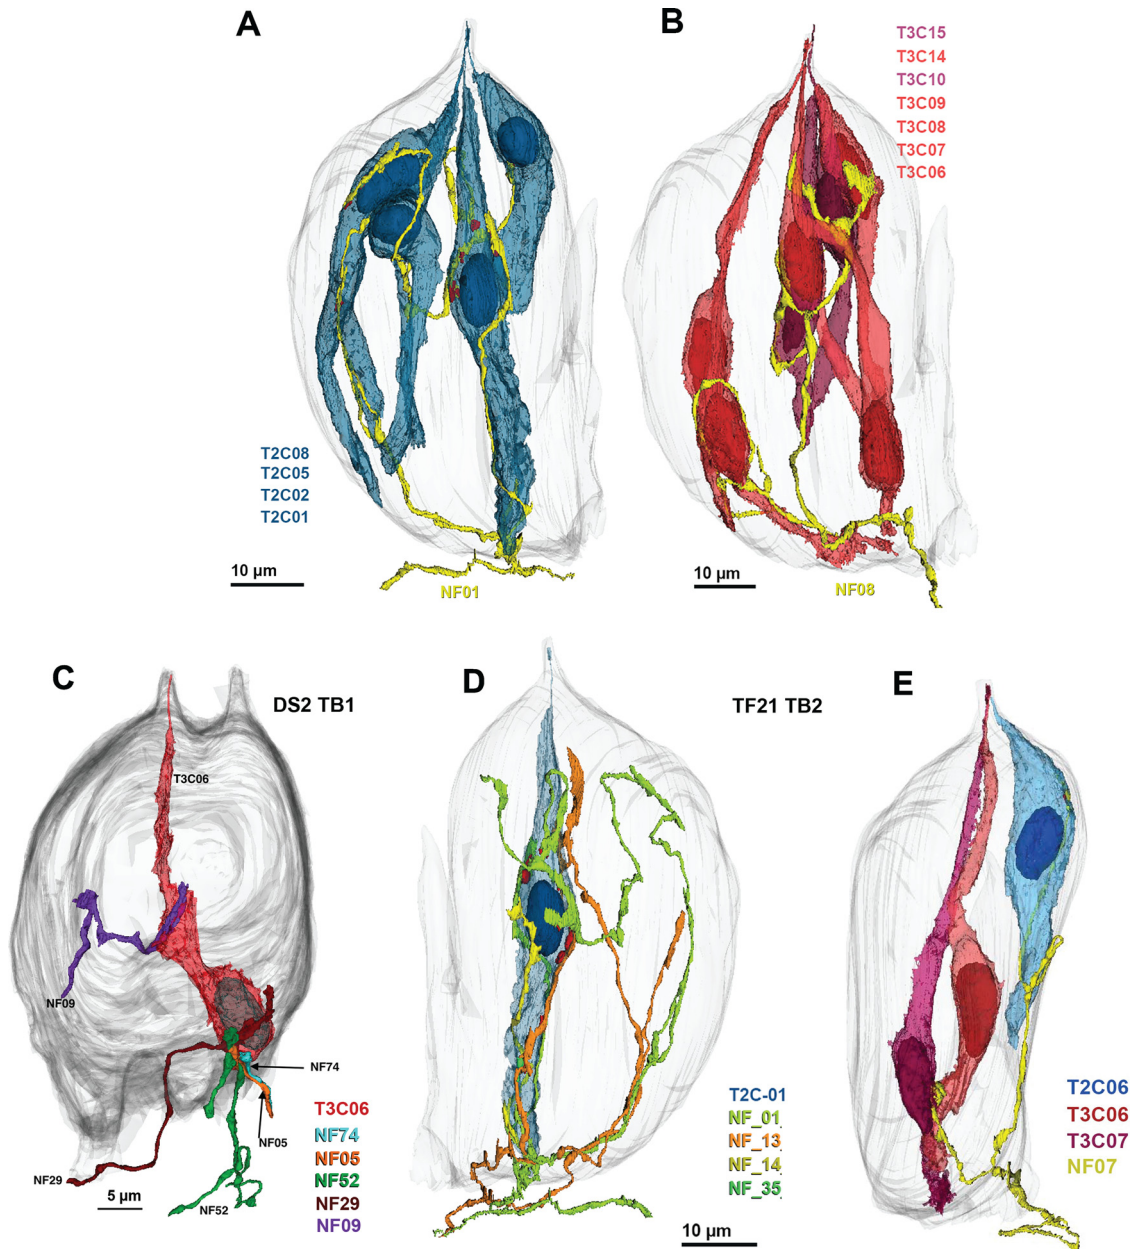 A
B
T3C15
T3C14
T3C10
T3C09
T3C08
T3C07
T3C06
T2C08
T2C05
T2C02
T2C01
10 µm
NF01
10 µm
NF08
C
DS2 TB1
T3C06
NF09
NF74
NF05
NF29
NF52
5 µm
T3C06
NF74
NF05
NF52
NF29
NF09
D
TF21 TB2
T2C-01
NF_01
NF_13
NF_14
NF_35
10 µm
E
T2C06
T3C06
T3C07
NF07